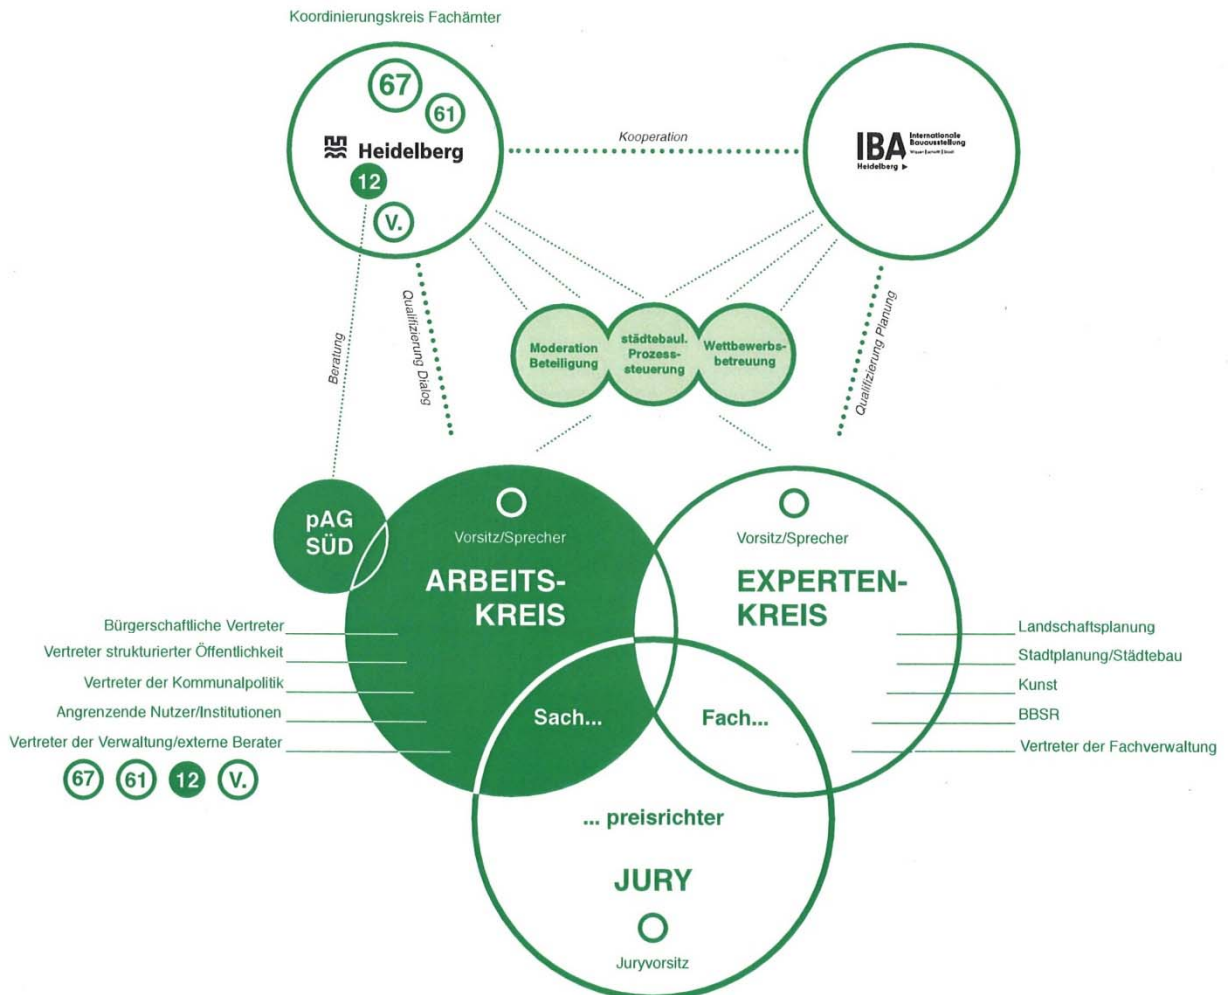 Koordinierungskreis Fachämter
67
61
Heidelberg
12
V.
Kooperation
IBA
Internationale
Bauausstellung
Heidelberg
Beratung
Qualifizierung Dialog
Qualifizierung Planung
Moderation
Beteiligung
städtebaul.
Prozess-
steuerung
Wettbewerbs-
betreuung
pAG
SÜD
Vorsitz/Sprecher
ARBEITS-
KREIS
Vorsitz/Sprecher
EXPERTEN-
KREIS
Bürgerschaftliche Vertreter
Vertreter strukturierter Öffentlichkeit
Vertreter der Kommunalpolitik
Angrenzende Nutzer/Institutionen
Vertreter der Verwaltung/externe Berater
67
61
12
V.
Landschaftsplanung
Stadtplanung/Städtebau
Kunst
BBSR
Vertreter der Fachverwaltung
Sach...
Fach...
... preisrichter
JURY
Juryvorsitz